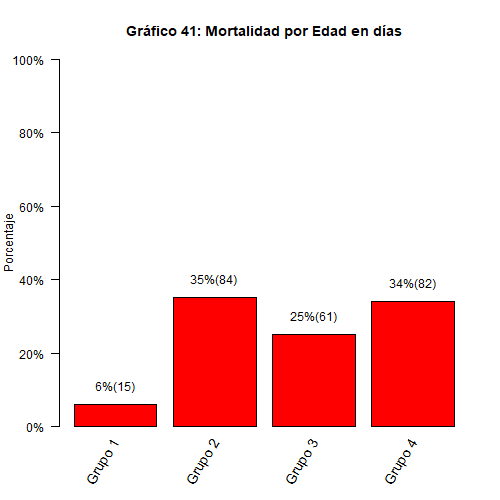 Gráfico 41: Mortalidad por Edad en días
Porcentaje
100%
80%
60%
40%
20%
0%
6%(15)
35%(84)
25%(61)
34%(82)
Grupo 1
Grupo 2
Grupo 3
Grupo 4